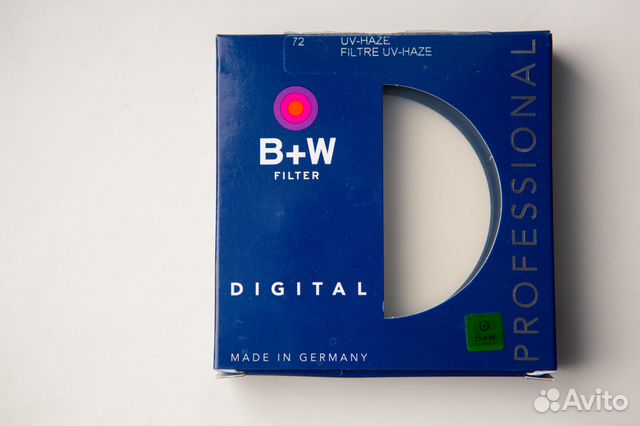 72 UV-HAZE
FILTRE UV-HAZE
B+W
FILTER
DIGITAL
MADE IN GERMANY
PROFESSIONAL
B+W
Avito